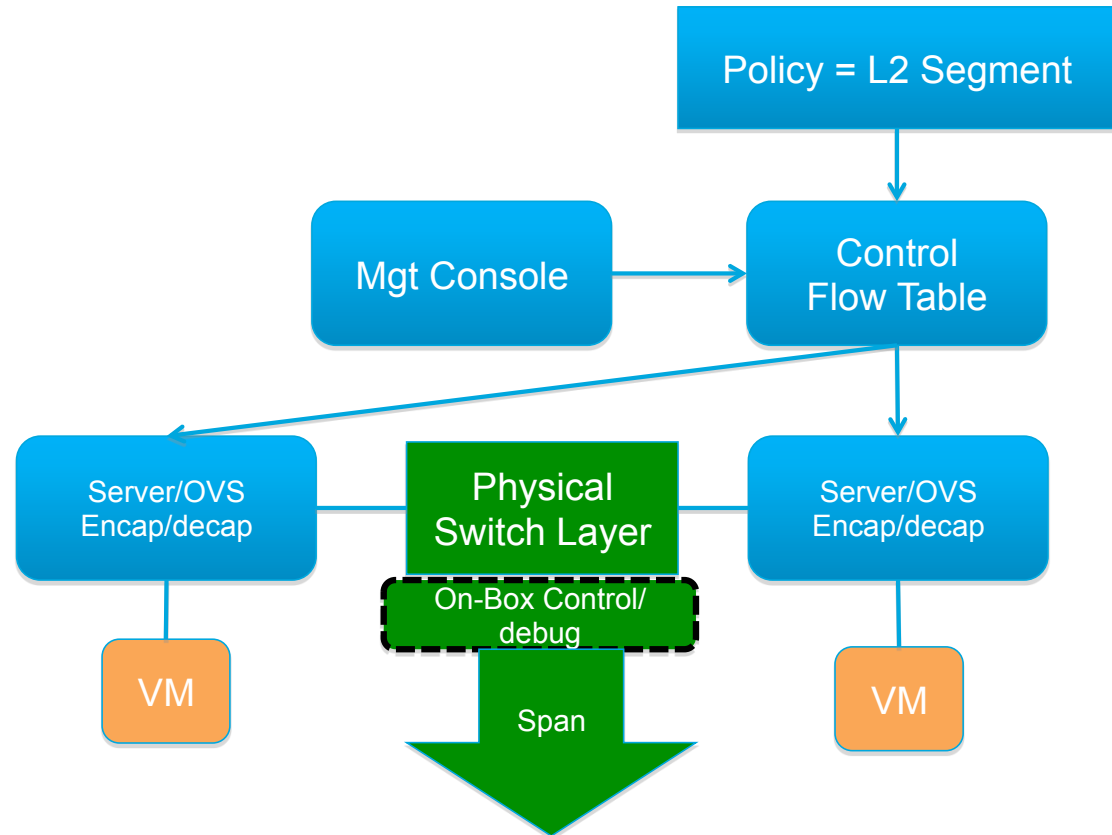 Policy = L2 Segment
Mgt Console
Control
Flow Table
Server/OVS
Encap/decap
Physical
Switch Layer
Server/OVS
Encap/decap
On-Box Control/
debug
VM
Span
VM